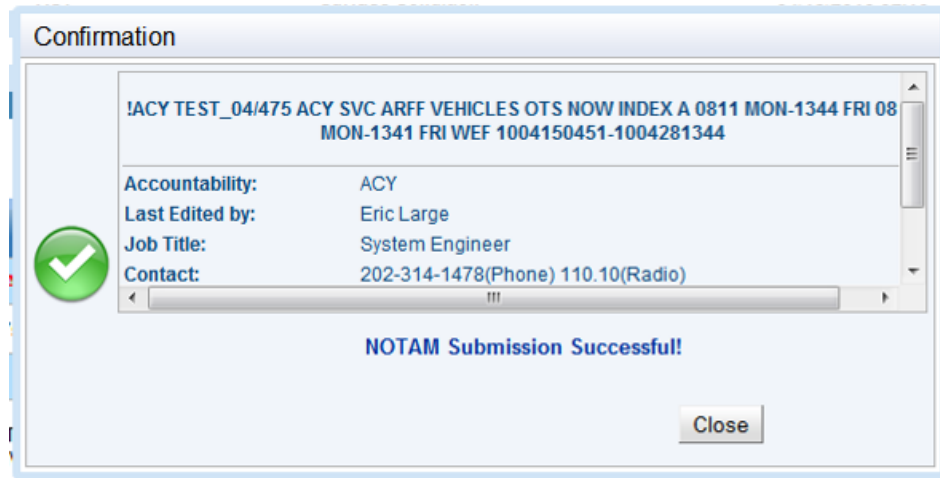 Confirmation
!ACY TEST_04/475 ACY SVC ARFF VEHICLES OTS NOW INDEX A 0811 MON-1344 FRI 08
MON-1341 FRI WEF 1004150451-1004281344
Accountability: ACY
Last Edited by: Eric Large
Job Title: System Engineer
Contact: 202-314-1478(Phone) 110.10(Radio)
NOTAM Submission Successful!
Close